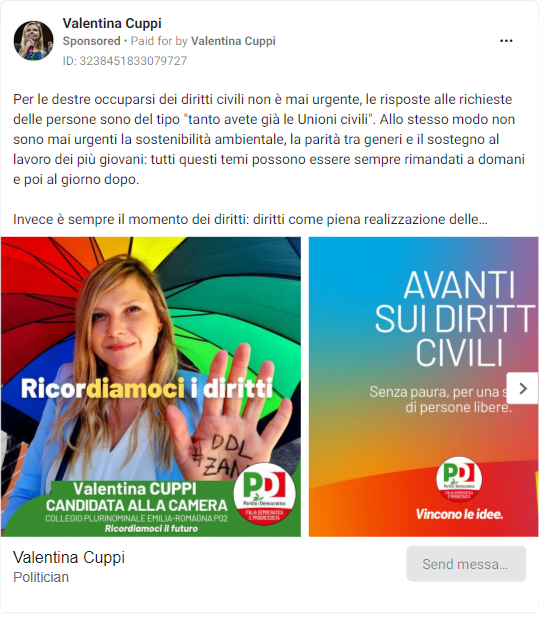 Valentina Cuppi
Sponsored • Paid for by Valentina Cuppi
ID: 3238451833079727
Per le destre occuparsi dei diritti civili non è mai urgente, le risposte alle richieste
delle persone sono del tipo "tanto avete già le Unioni civili". Allo stesso modo non
sono mai urgenti la sostenibilità ambientale, la parità tra generi e il sostegno al
lavoro dei più giovani: tutti questi temi possono essere sempre rimandati a domani
e poi al giorno dopo.
Invece è sempre il momento dei diritti: diritti come piena realizzazione delle...
Ricordiamoci i diritti
DDL
#ZAN
Valentina CUPPI
CANDIDATA ALLA CAMERA
COLLEGIO PLURINOMINALE EMILIA-ROMAGNA P02
Ricordiamoci il futuro
PD
Partito Democratico
ITALIA DEMOCRATICA
E PROGRESSISTA
AVANTI
SUI DIRITT
CIVILI
Senza paura, per una s
di persone libere.
PD
Partito Democratico
ITALIA DEMOCRATICA
E PROGRESSISTA
Vincono le idee.
Valentina Cuppi
Politician
Send messa...